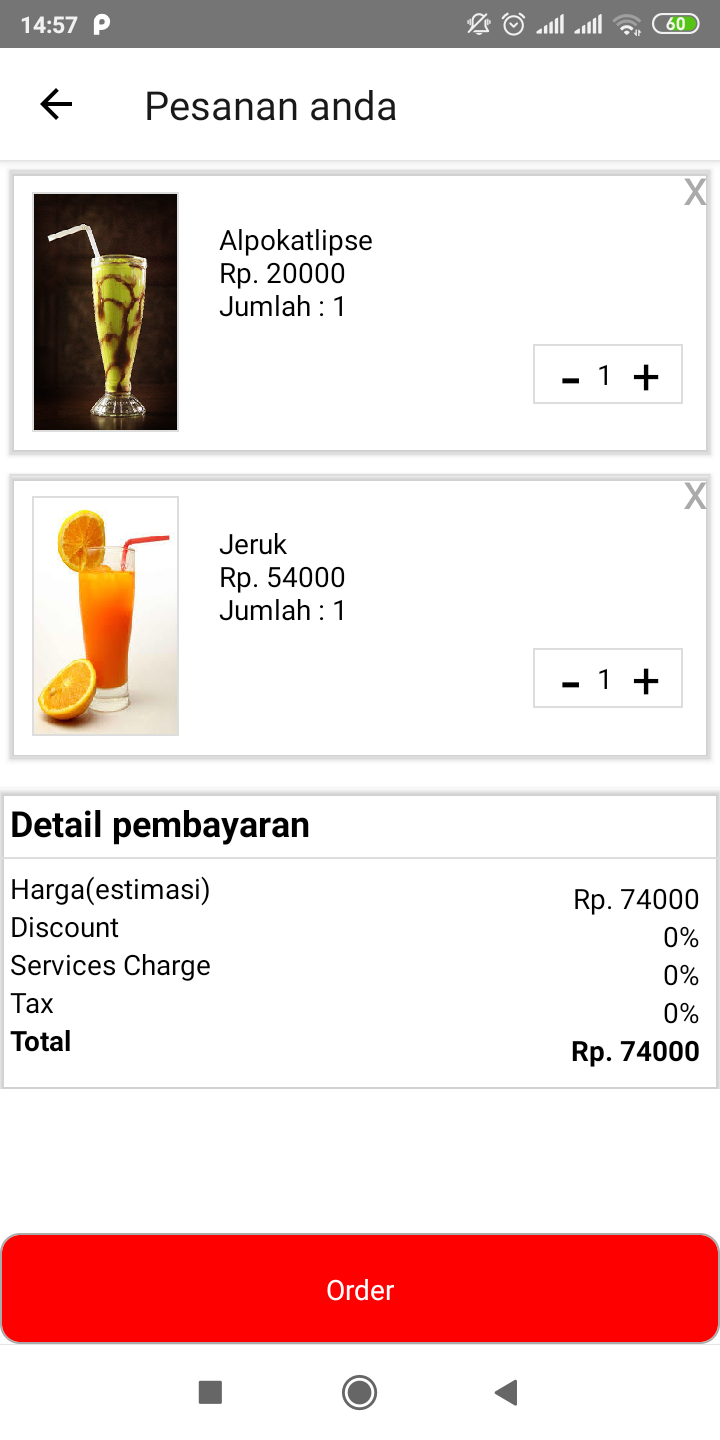 14:57
60
Pesanan anda
X
Alpokatlipse
Rp. 20000
Jumlah : 1
- 1 +
X
Jeruk
Rp. 54000
Jumlah : 1
- 1 +
Detail pembayaran
Harga(estimasi) Rp. 74000
Discount 0%
Services Charge 0%
Tax 0%
Total Rp. 74000
Order